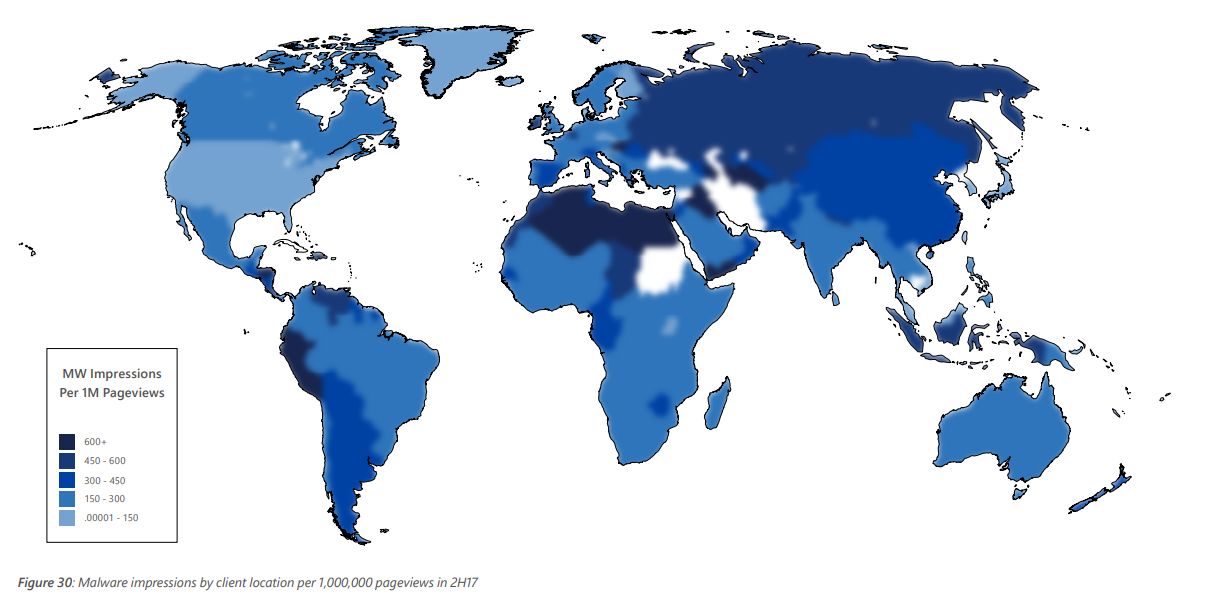 MW Impressions
Per 1M Pageviews
600+
450 - 600
300 - 450
150 - 300
.00001 - 150
Figure 30: Malware impressions by client location per 1,000,000 pageviews in 2H17